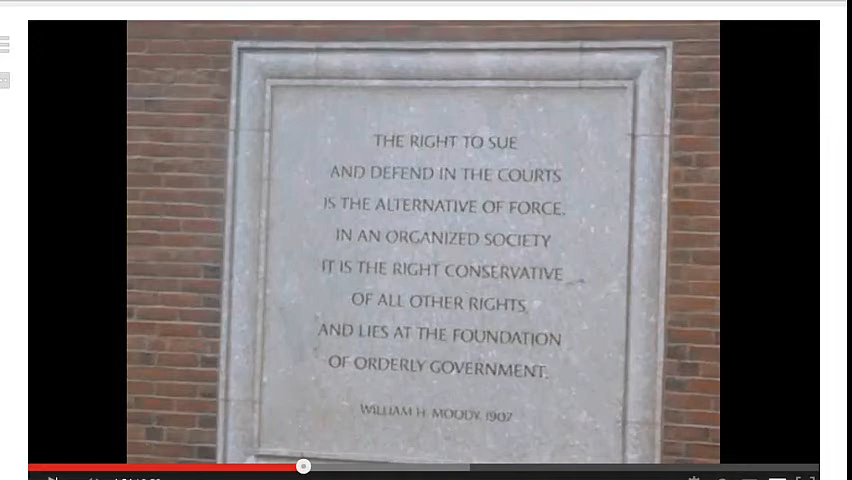 THE RIGHT TO SUE
AND DEFEND IN THE COURTS
IS THE ALTERNATIVE OF FORCE.
IN AN ORGANIZED SOCIETY
IT IS THE RIGHT CONSERVATIVE
OF ALL OTHER RIGHTS,
AND LIES AT THE FOUNDATION
OF ORDERLY GOVERNMENT.
WILLIAM H. MOODY, 1907